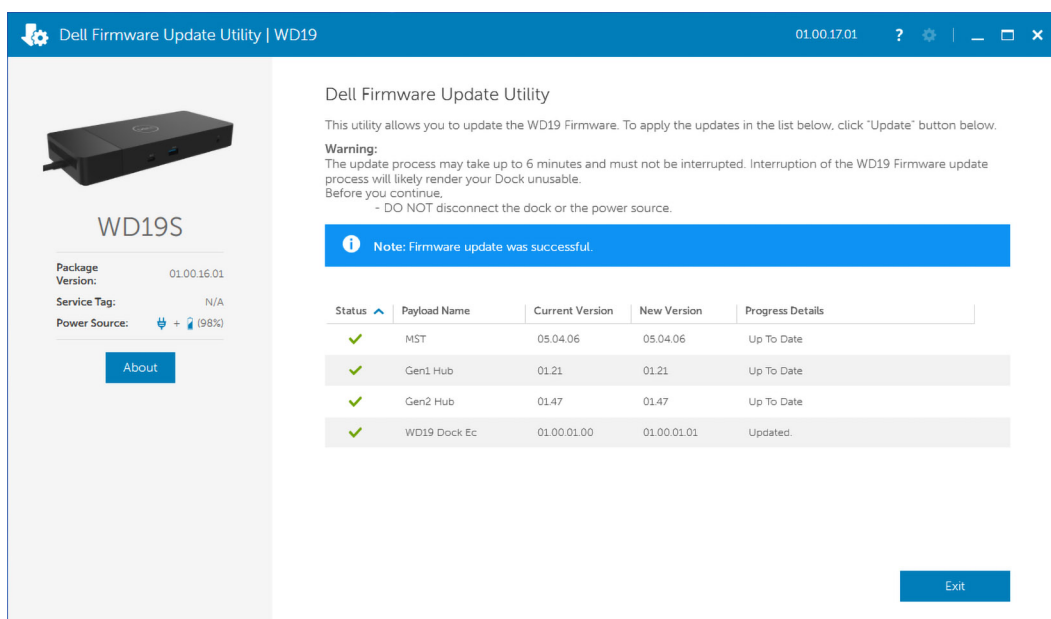 Dell Firmware Update Utility | WD19
01.00.17.01
?
Dell Firmware Update Utility
This utility allows you to update the WD19 Firmware. To apply the updates in the list below, click "Update" button below.
Warning:
The update process may take up to 6 minutes and must not be interrupted. Interruption of the WD19 Firmware update
process will likely render your Dock unusable.
Before you continue,
- DO NOT disconnect the dock or the power source.
Note: Firmware update was successful.
WD19S
Package Version: 01.00.16.01
Service Tag: N/A
Power Source: + (98%)
About
Status Payload Name Current Version New Version Progress Details
MST 05.04.06 05.04.06 Up To Date
Gen1 Hub 01.21 01.21 Up To Date
Gen2 Hub 01.47 01.47 Up To Date
WD19 Dock Ec 01.00.01.00 01.00.01.01 Updated.
Exit